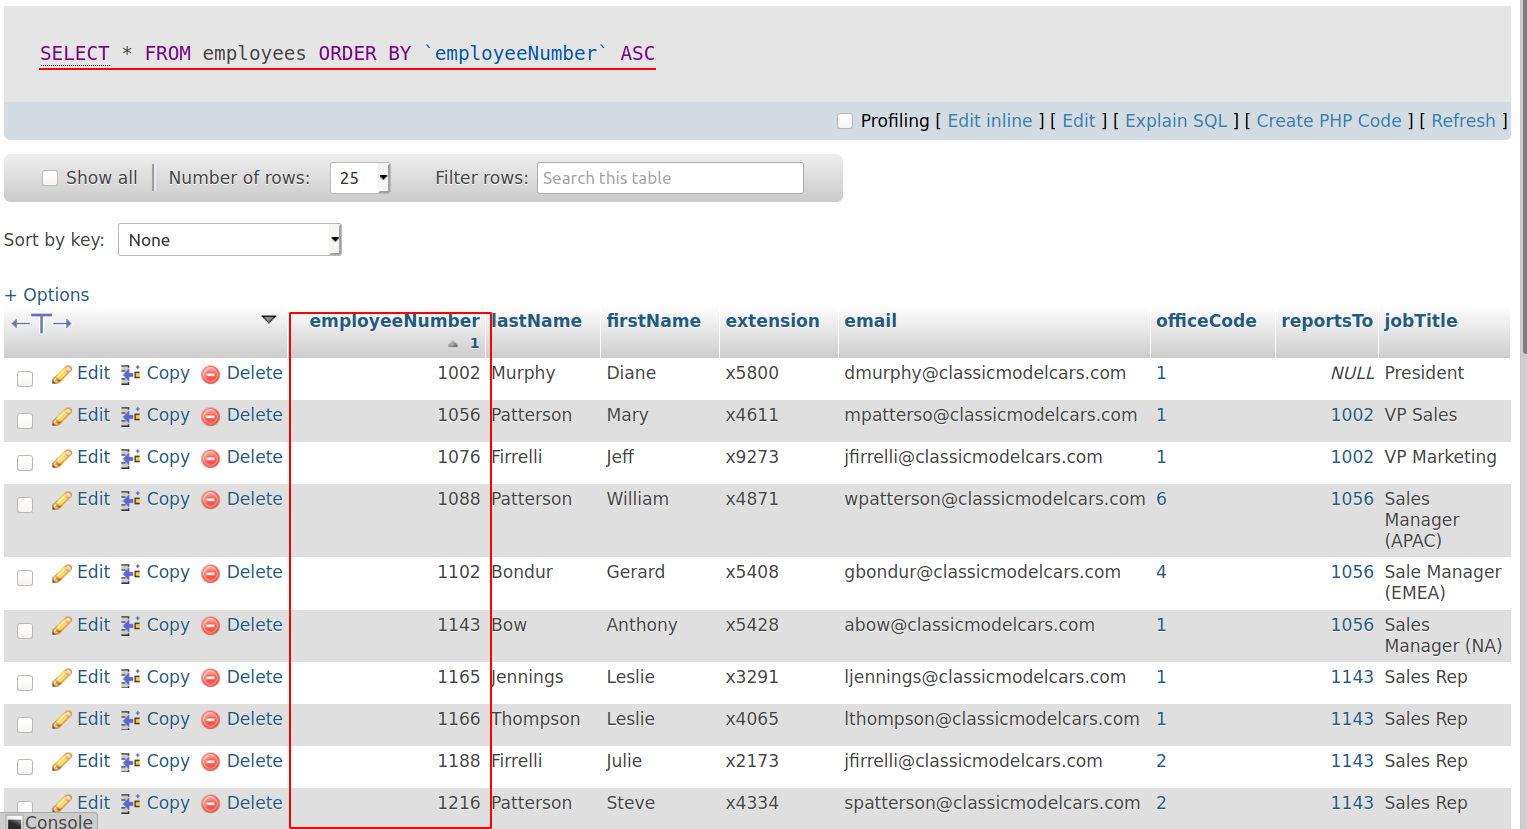 SELECT * FROM employees ORDER BY `employeeNumber` ASC
Profiling [ Edit inline ] [ Edit ] [ Explain SQL ] [ Create PHP Code ] [ Refresh ]
Show all Number of rows: 25 Filter rows: Search this table
Sort by key: None
+ Options
employeeNumber lastName firstName extension email officeCode reportsTo jobTitle
1
Edit Copy Delete 1002 Murphy Diane x5800 dmurphy@classicmodelcars.com 1 NULL President
Edit Copy Delete 1056 Patterson Mary x4611 mpatterso@classicmodelcars.com 1 1002 VP Sales
Edit Copy Delete 1076 Firrelli Jeff x9273 jfirrelli@classicmodelcars.com 1 1002 VP Marketing
Edit Copy Delete 1088 Patterson William x4871 wpatterson@classicmodelcars.com 6 1056 Sales
Manager
(APAC)
Edit Copy Delete 1102 Bondur Gerard x5408 gbondur@classicmodelcars.com 4 1056 Sale Manager
(EMEA)
Edit Copy Delete 1143 Bow Anthony x5428 abow@classicmodelcars.com 1 1056 Sales
Manager (NA)
Edit Copy Delete 1165 Jennings Leslie x3291 ljennings@classicmodelcars.com 1 1143 Sales Rep
Edit Copy Delete 1166 Thompson Leslie x4065 lthompson@classicmodelcars.com 1 1143 Sales Rep
Edit Copy Delete 1188 Firrelli Julie x2173 jfirrelli@classicmodelcars.com 2 1143 Sales Rep
Edit Copy Delete 1216 Patterson Steve x4334 spatterson@classicmodelcars.com 2 1143 Sales Rep
Console